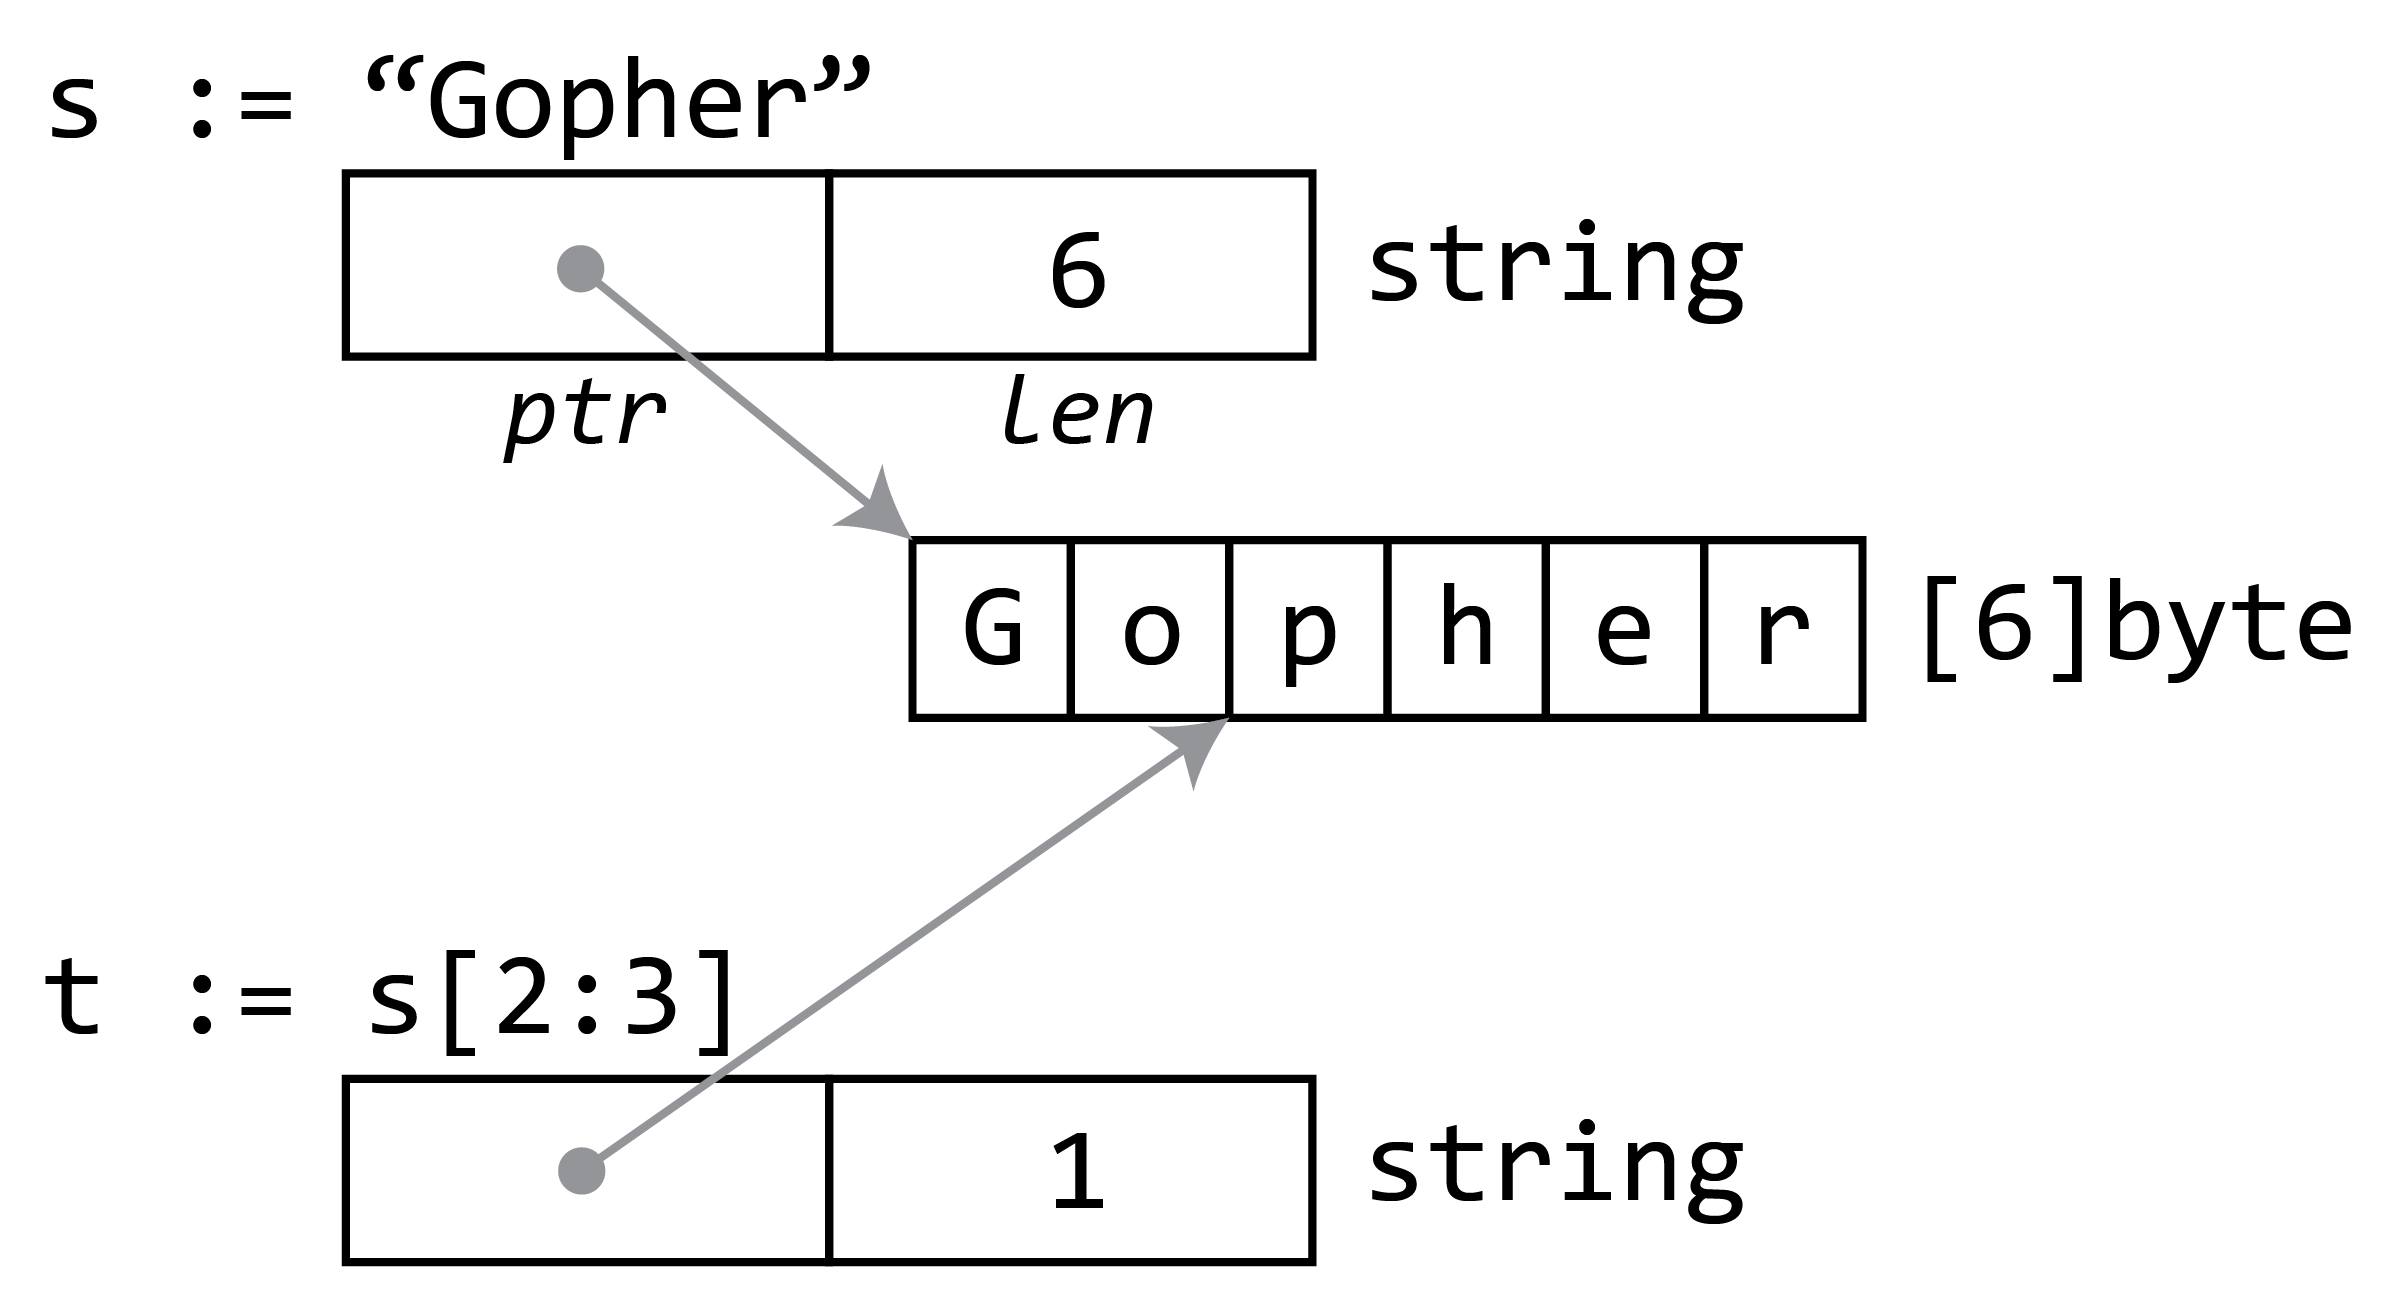 s := “Gopher”
6 string
ptr len
G o p h e r [6]byte
t := s[2:3]
1 string